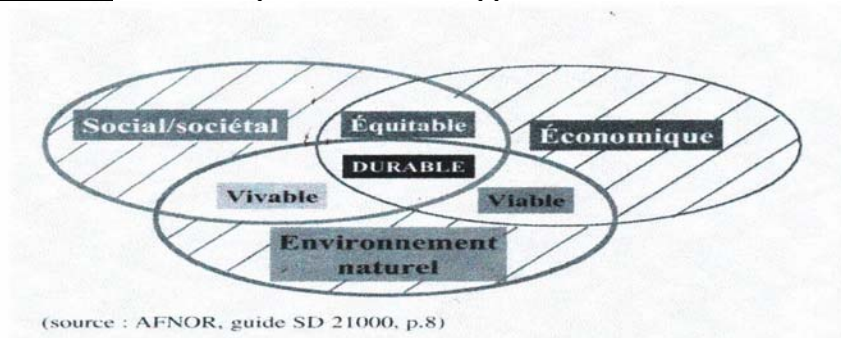 Social/sociétal
Équitable
Économique
DURABLE
Vivable
Viable
Environnement
naturel
(source : AFNOR, guide SD 21000, p.8)